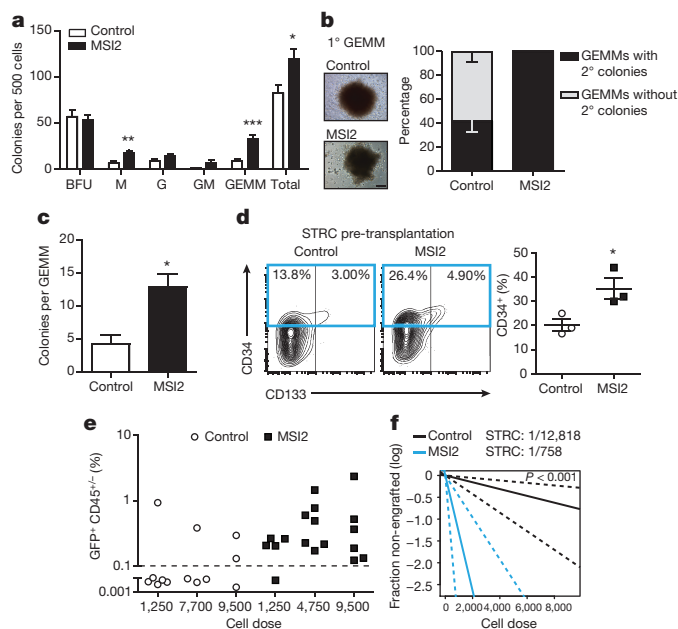 a
Control
MSI2
Colonies per 500 cells
150
100
50
0
**
***
*
BFU M G GM GEMM Total
b
1° GEMM
Control
MSI2
Percentage
100
80
60
40
20
0
Control MSI2
GEMMs with
2° colonies
GEMMs without
2° colonies
c
Colonies per GEMM
20
15
10
5
0
*
Control MSI2
d
STRC pre-transplantation
Control MSI2
13.8% 3.00% 26.4% 4.90%
CD34
CD133
CD34+ (%)
50
40
30
20
10
0
*
Control MSI2
e
Control MSI2
GFP+ CD45+/– (%)
10
1
0.1
0.001
1,250 7,700 9,500 1,250 4,750 9,500
Cell dose
f
Control STRC: 1/12,818
MSI2 STRC: 1/758
Fraction non-engrafted (log)
P < 0.001
0
–0.5
–1.0
–1.5
–2.0
–2.5
0 2,000 4,000 6,000 8,000
Cell dose